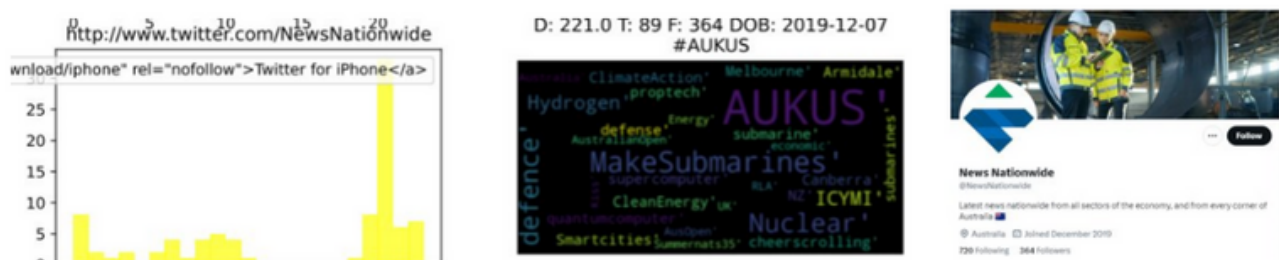 0 5 10 15 20
http://www.twitter.com/NewsNationwide
wnload/iphone" rel="nofollow">Twitter for iPhone</a>
30
25
20
15
10
5
D: 221.0 T: 89 F: 364 DOB: 2019-12-07
#AUKUS
Australia'
ClimateAction'
Melbourne'
Armidale'
proptech'
Hydrogen'
AUKUS'
Energy'
defense'
submarine'
AustralianOpen'
economic'
MakeSubmarines'
submarines'
defence'
supercomputer'
RLA'
Canberra'
NZ'
ICYMI'
CleanEnergy'
UK'
quantumcomputer'
Nuclear'
AusOpen'
Smartcities'
Summernats35'
cheerscrolling'
Follow
News Nationwide
@NewsNationwide
Latest news nationwide from all sectors of the economy, and from every corner of
Australia
Australia Joined December 2019
720 Following 364 Followers